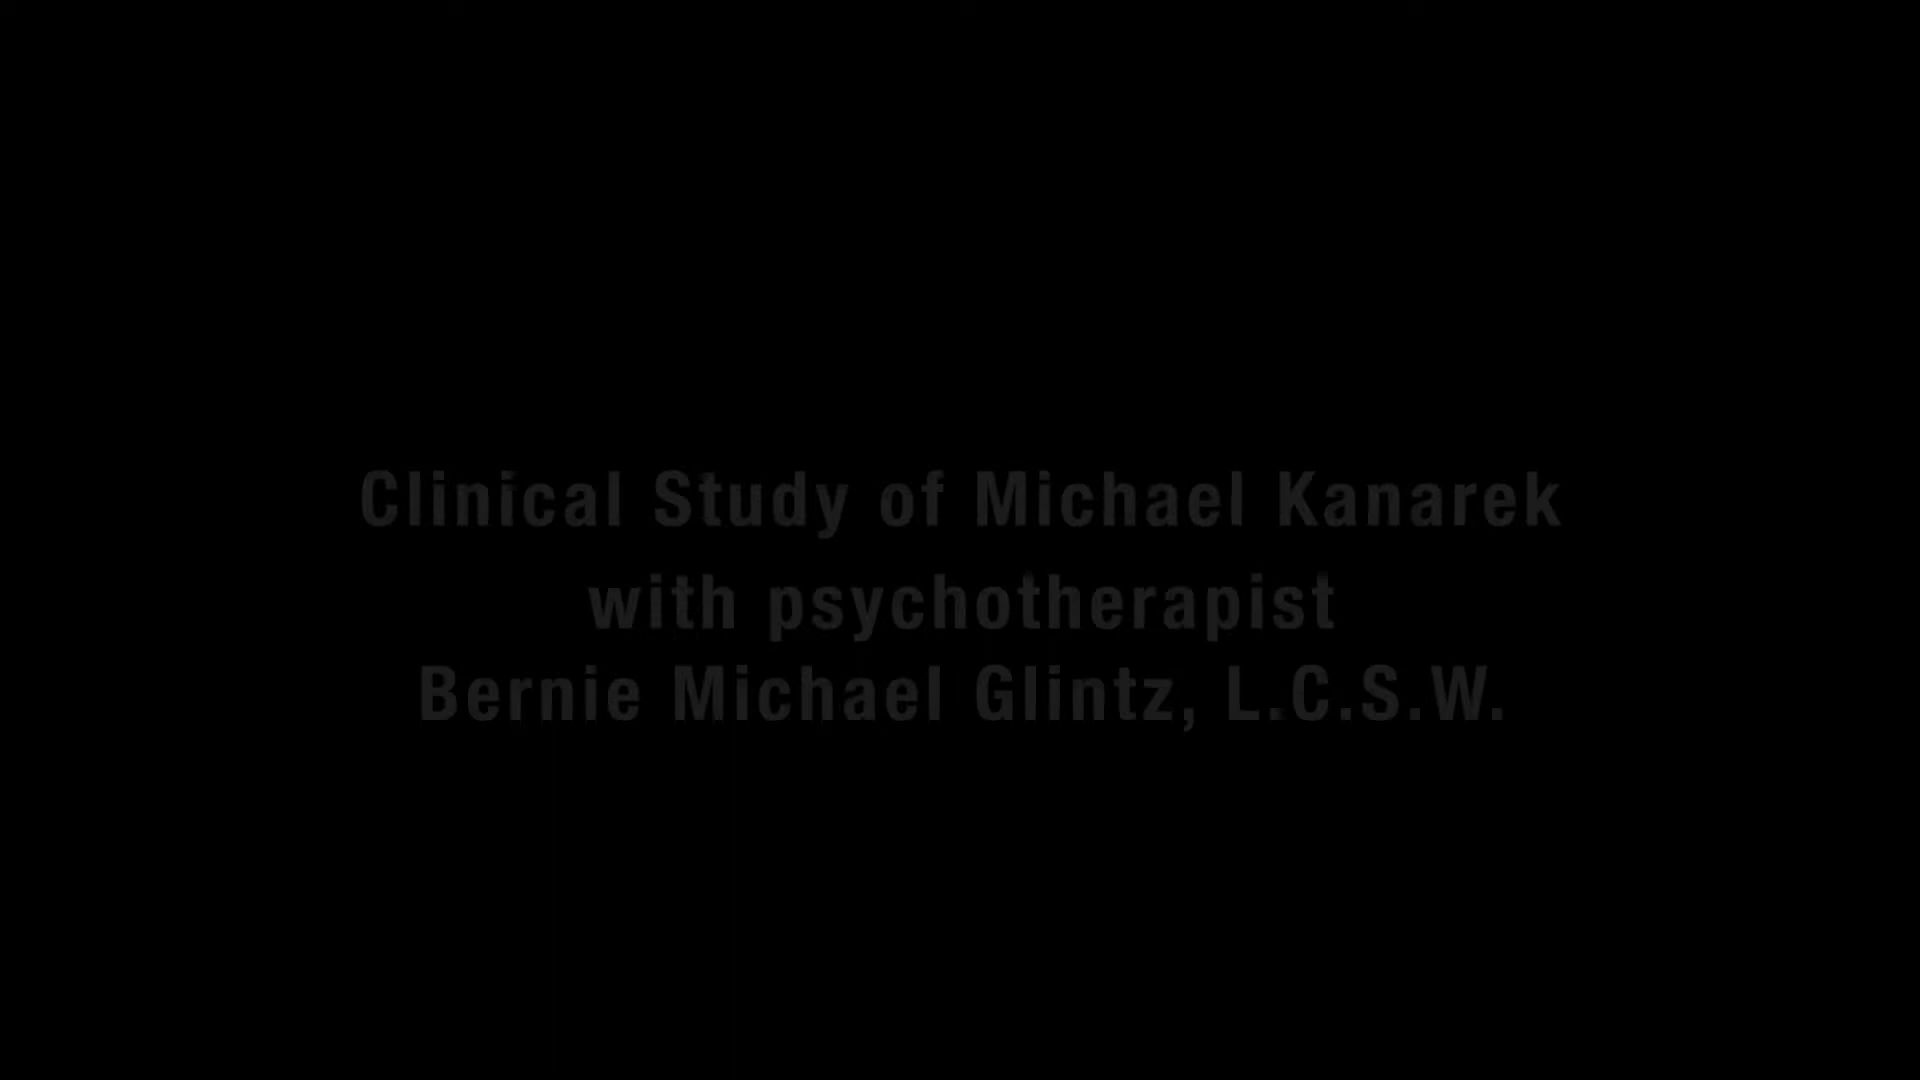 Clinical Study of Michael Kanarek
with psychotherapist
Bernie Michael Glintz, L.C.S.W.